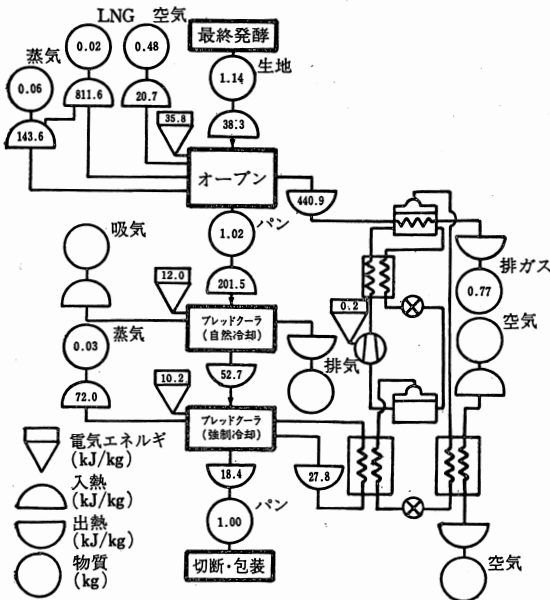 LNG 空気
最終発酵
蒸気
0.02
0.48
生地
0.06
1.14
811.6
20.7
143.6
35.8
38.3
オーブン
440.9
吸気
1.02
パン
排ガス
12.0
201.5
0.77
ブレッドクーラ
(自然冷却)
0.2
空気
蒸気
0.03
排気
10.2
52.7
72.0
ブレッドクーラ
(強制冷却)
電気エネルギ
(kJ/kg)
18.4
27.8
入熱
(kJ/kg)
パン
出熱
(kJ/kg)
1.00
物質
(kg)
切断・包装
空気